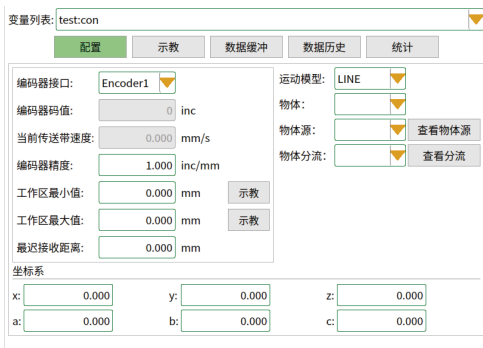 变量列表: test:con
配置 示教 数据缓冲 数据历史 统计
编码器接口: Encoder1 运动模型: LINE
编码器码值: 0 inc 物体:
当前传送带速度: 0.000 mm/s 物体源: 查看物体源
编码器精度: 1.000 inc/mm 物体分流: 查看分流
工作区最小值: 0.000 mm 示教
工作区最大值: 0.000 mm 示教
最迟接收距离: 0.000 mm
坐标系
x: 0.000 y: 0.000 z: 0.000
a: 0.000 b: 0.000 c: 0.000